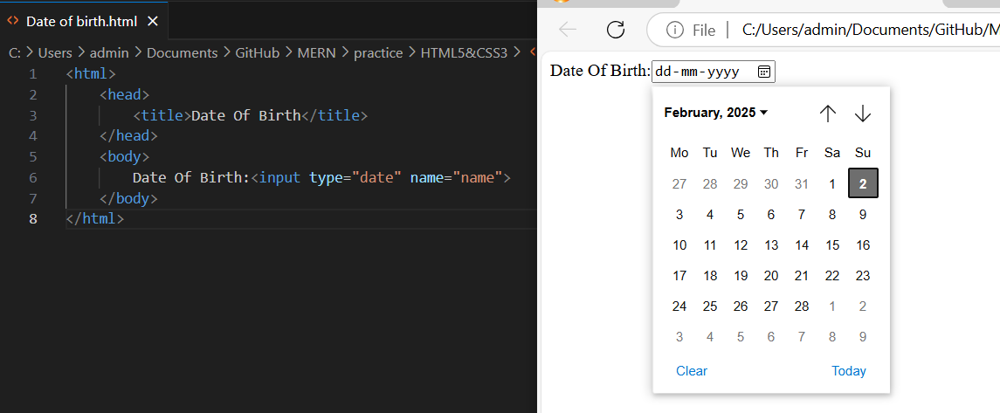 Date of birth.html
C: > Users > admin > Documents > GitHub > MERN > practice > HTML5&CSS3 >
1 <html>
2 <head>
3 <title>Date Of Birth</title>
4 </head>
5 <body>
6 Date Of Birth:<input type="date" name="name">
7 </body>
8 </html>
File | C:/Users/admin/Documents/GitHub/M
Date Of Birth: dd-mm-yyyy
February, 2025
Mo Tu We Th Fr Sa Su
27 28 29 30 31 1 2
3 4 5 6 7 8 9
10 11 12 13 14 15 16
17 18 19 20 21 22 23
24 25 26 27 28 1 2
3 4 5 6 7 8 9
Clear Today